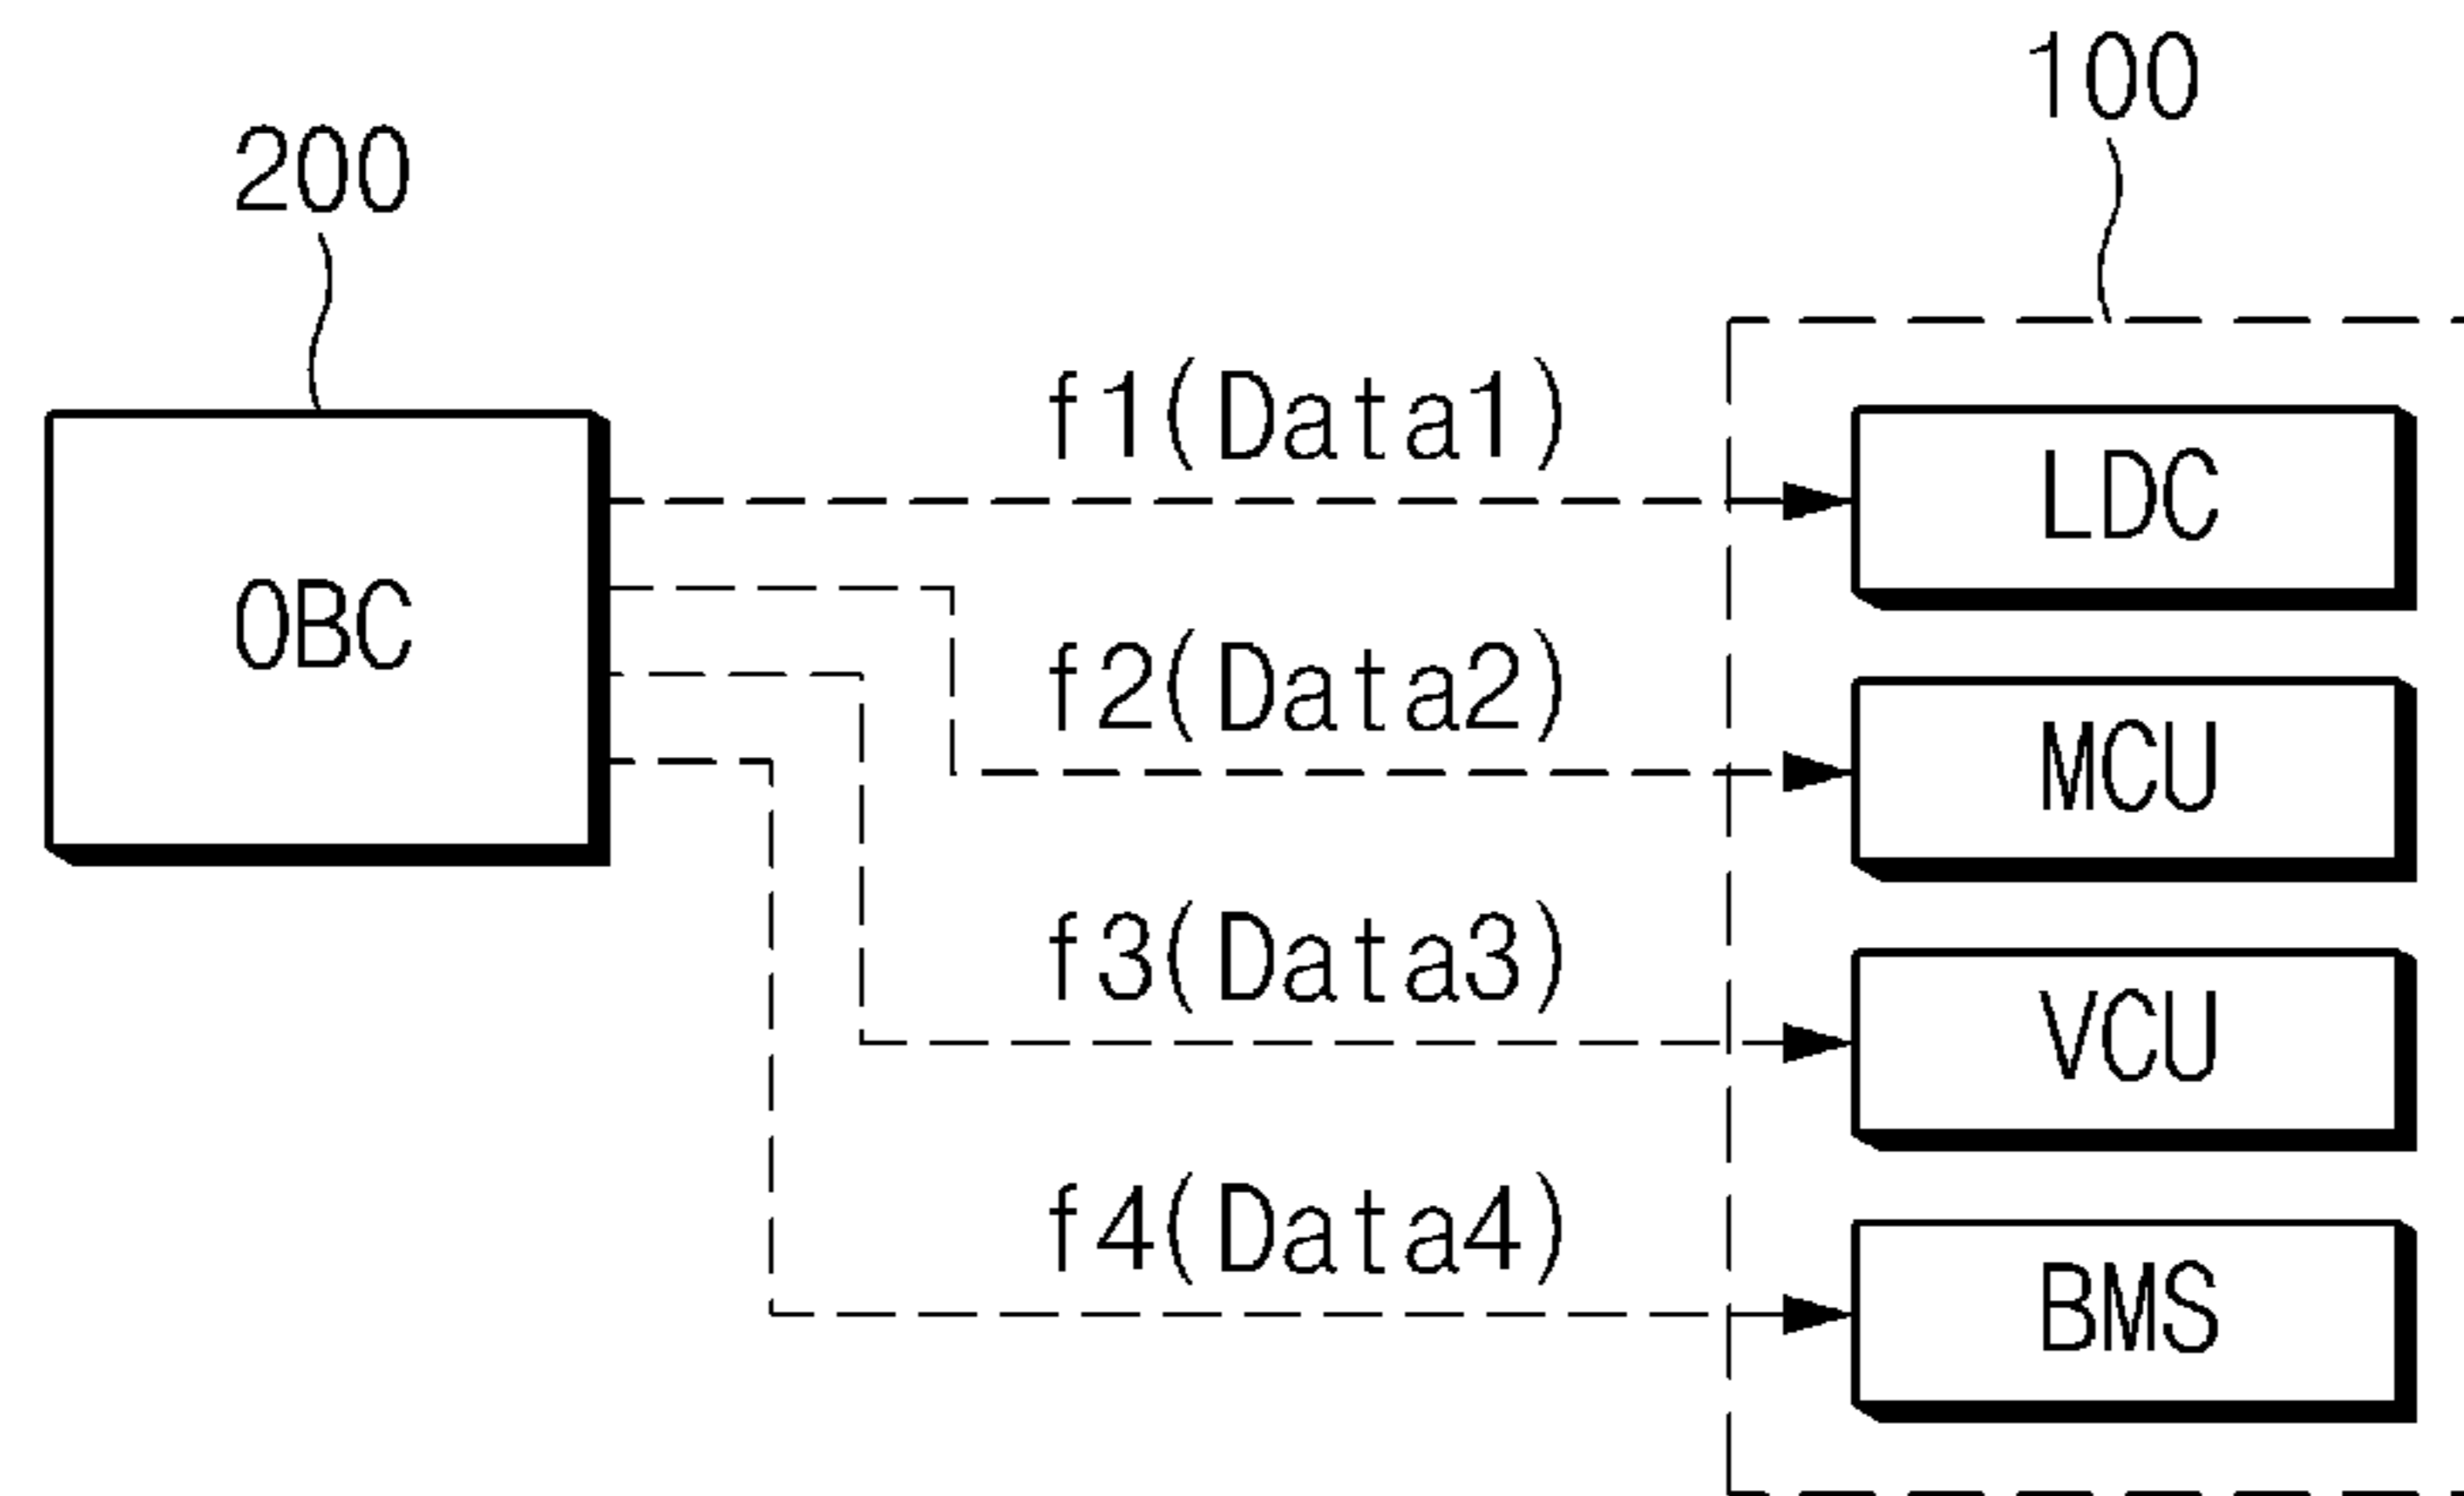 100
200
f1(Data1)
LDC
OBC
f2(Data2)
MCU
f3(Data3)
VCU
f4(Data4)
BMS